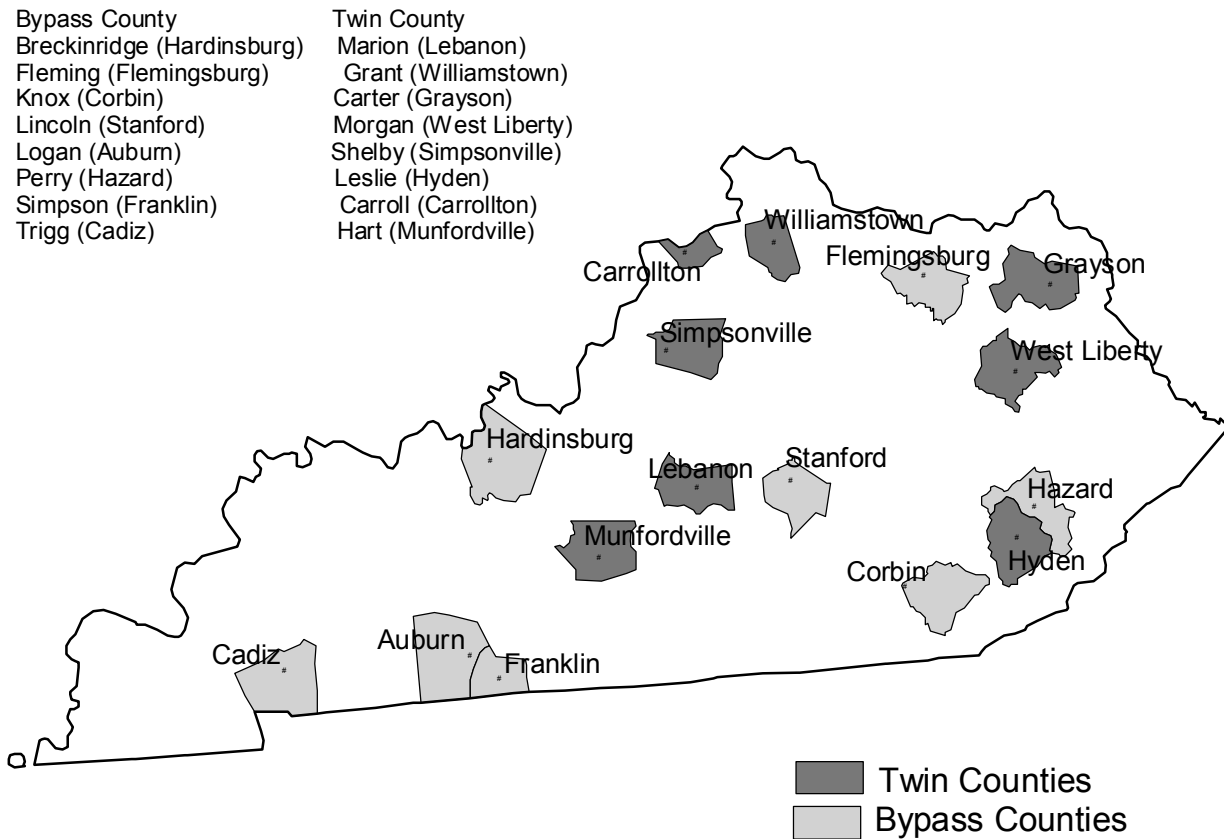 Bypass County Twin County
Breckinridge (Hardinsburg) Marion (Lebanon)
Fleming (Flemingsburg) Grant (Williamstown)
Knox (Corbin) Carter (Grayson)
Lincoln (Stanford) Morgan (West Liberty)
Logan (Auburn) Shelby (Simpsonville)
Perry (Hazard) Leslie (Hyden)
Simpson (Franklin) Carroll (Carrollton)
Trigg (Cadiz) Hart (Munfordville)
Williamstown
Flemingsburg
Grayson
Carrollton
Simpsonville
West Liberty
Hardinsburg
Lebanon
Stanford
Hazard
Munfordville
Hyden
Corbin
Auburn
Cadiz
Franklin
Twin Counties
Bypass Counties